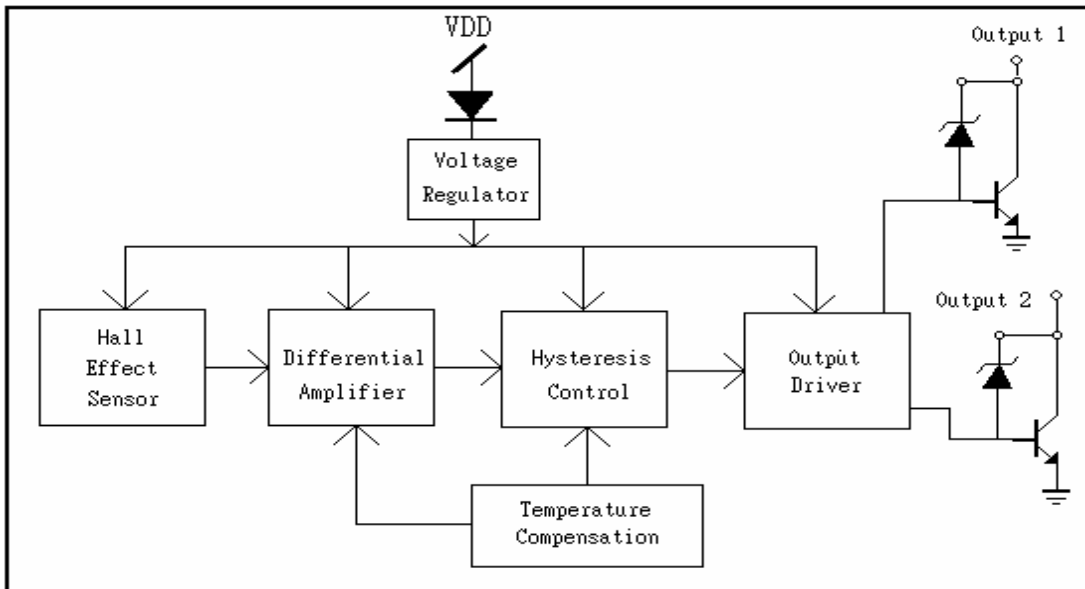 VDD
Output 1
Voltage
Regulator
Output 2
Hall
Effect
Sensor
Differential
Amplifier
Hysteresis
Control
Output
Driver
Temperature
Compensation